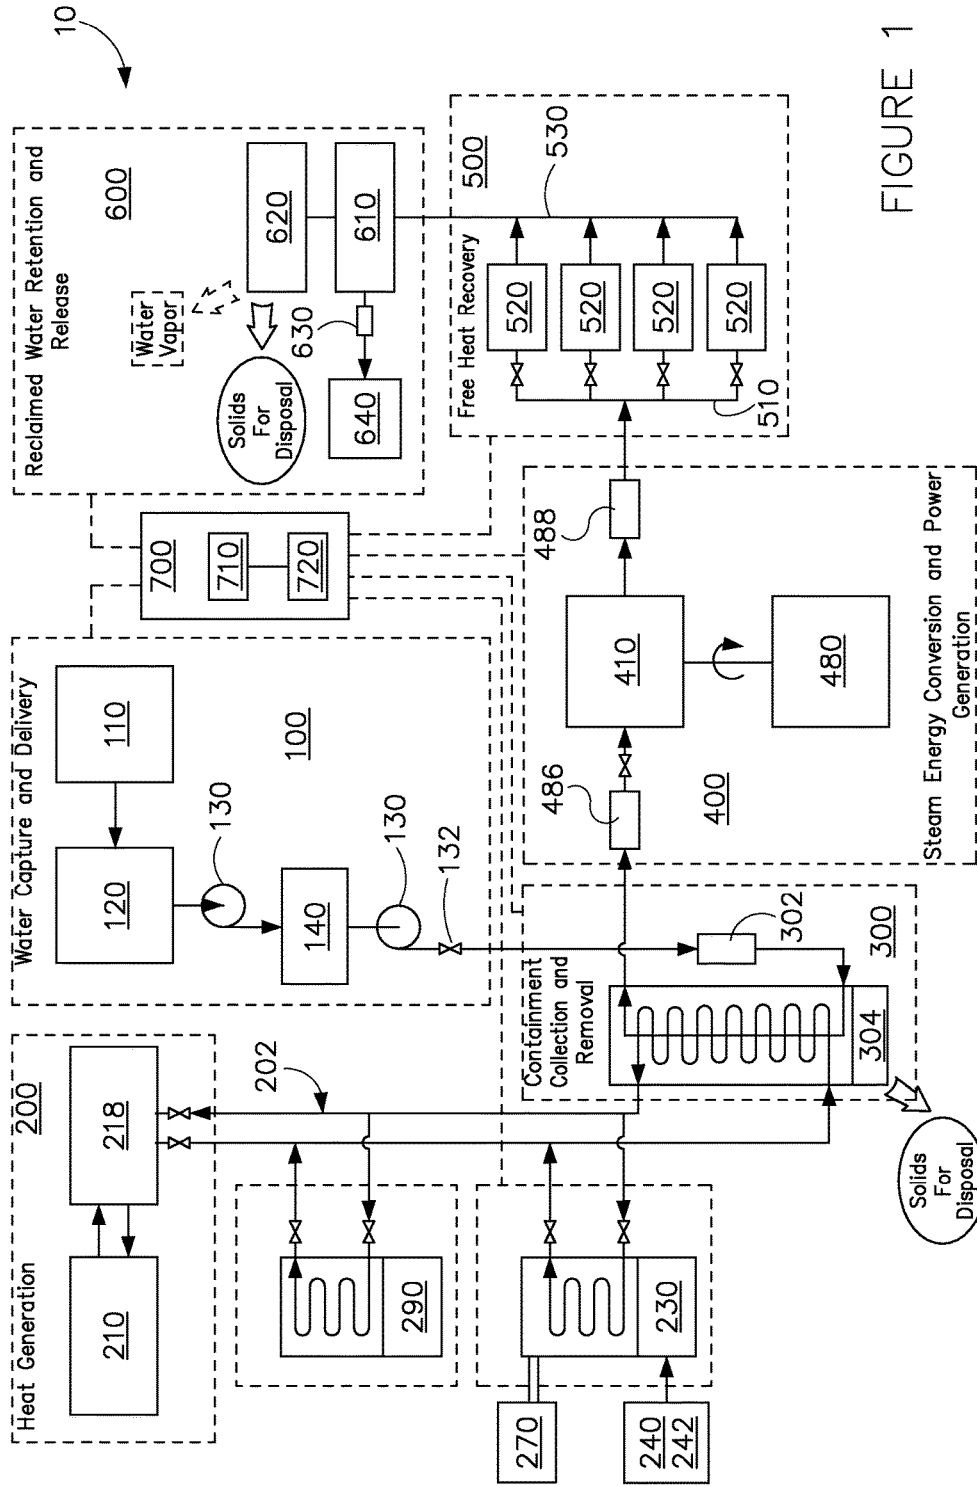 10
Reclaimed Water Retention and
Release
600
Water
Vapor
620
610
Solids
For
Disposal
630
640
Free Heat Recovery
500
530
520
520
520
520
510
700
710
720
Water Capture and Delivery
110
100
120
130
140
130
132
488
410
480
486
400
Steam Energy Conversion and Power
Generation
Heat Generation
200
218
210
202
Containment
Collection and
Removal
302
300
304
Solids
For
Disposal
290
230
270
240
242
FIGURE 1